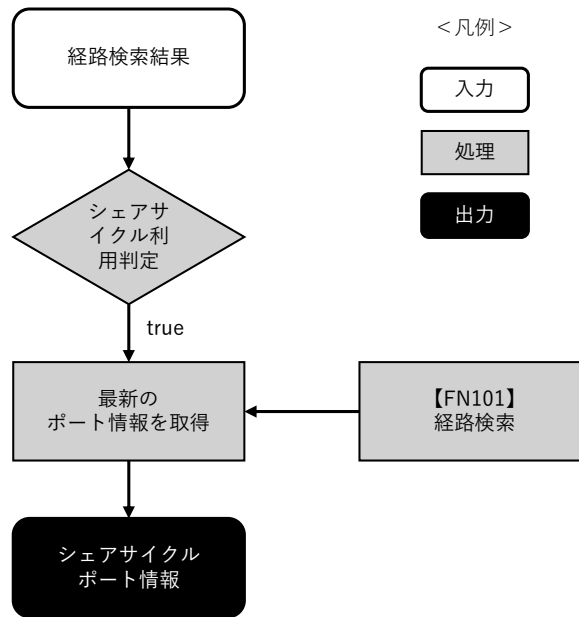 経路検索結果
＜凡例＞
入力
処理
出力
シェアサ
イクル利
用判定
true
最新の
ポート情報を取得
【FN101】
経路検索
シェアサイクル
ポート情報